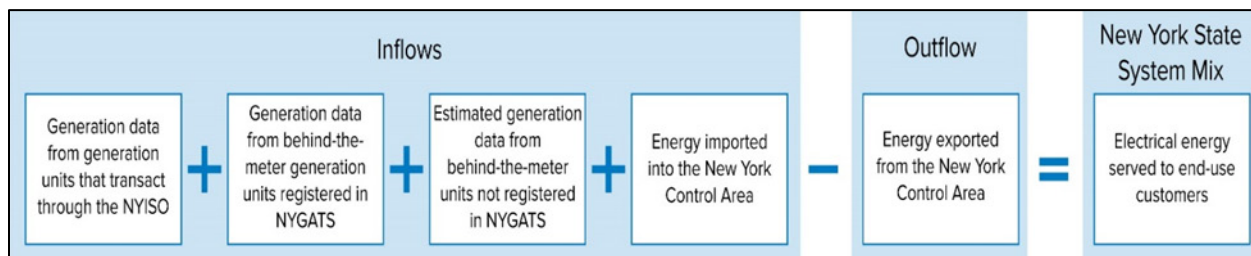 Inflows
Generation data
from generation
units that transact
through the NYISO
+
Generation data
from behind-the-
meter generation
units registered in
NYGATS
+
Estimated generation
data from
behind-the-meter
units not registered
in NYGATS
+
Energy imported
into the New York
Control Area
–
Outflow
Energy exported
from the New York
Control Area
=
New York State
System Mix
Electrical energy
served to end-use
customers